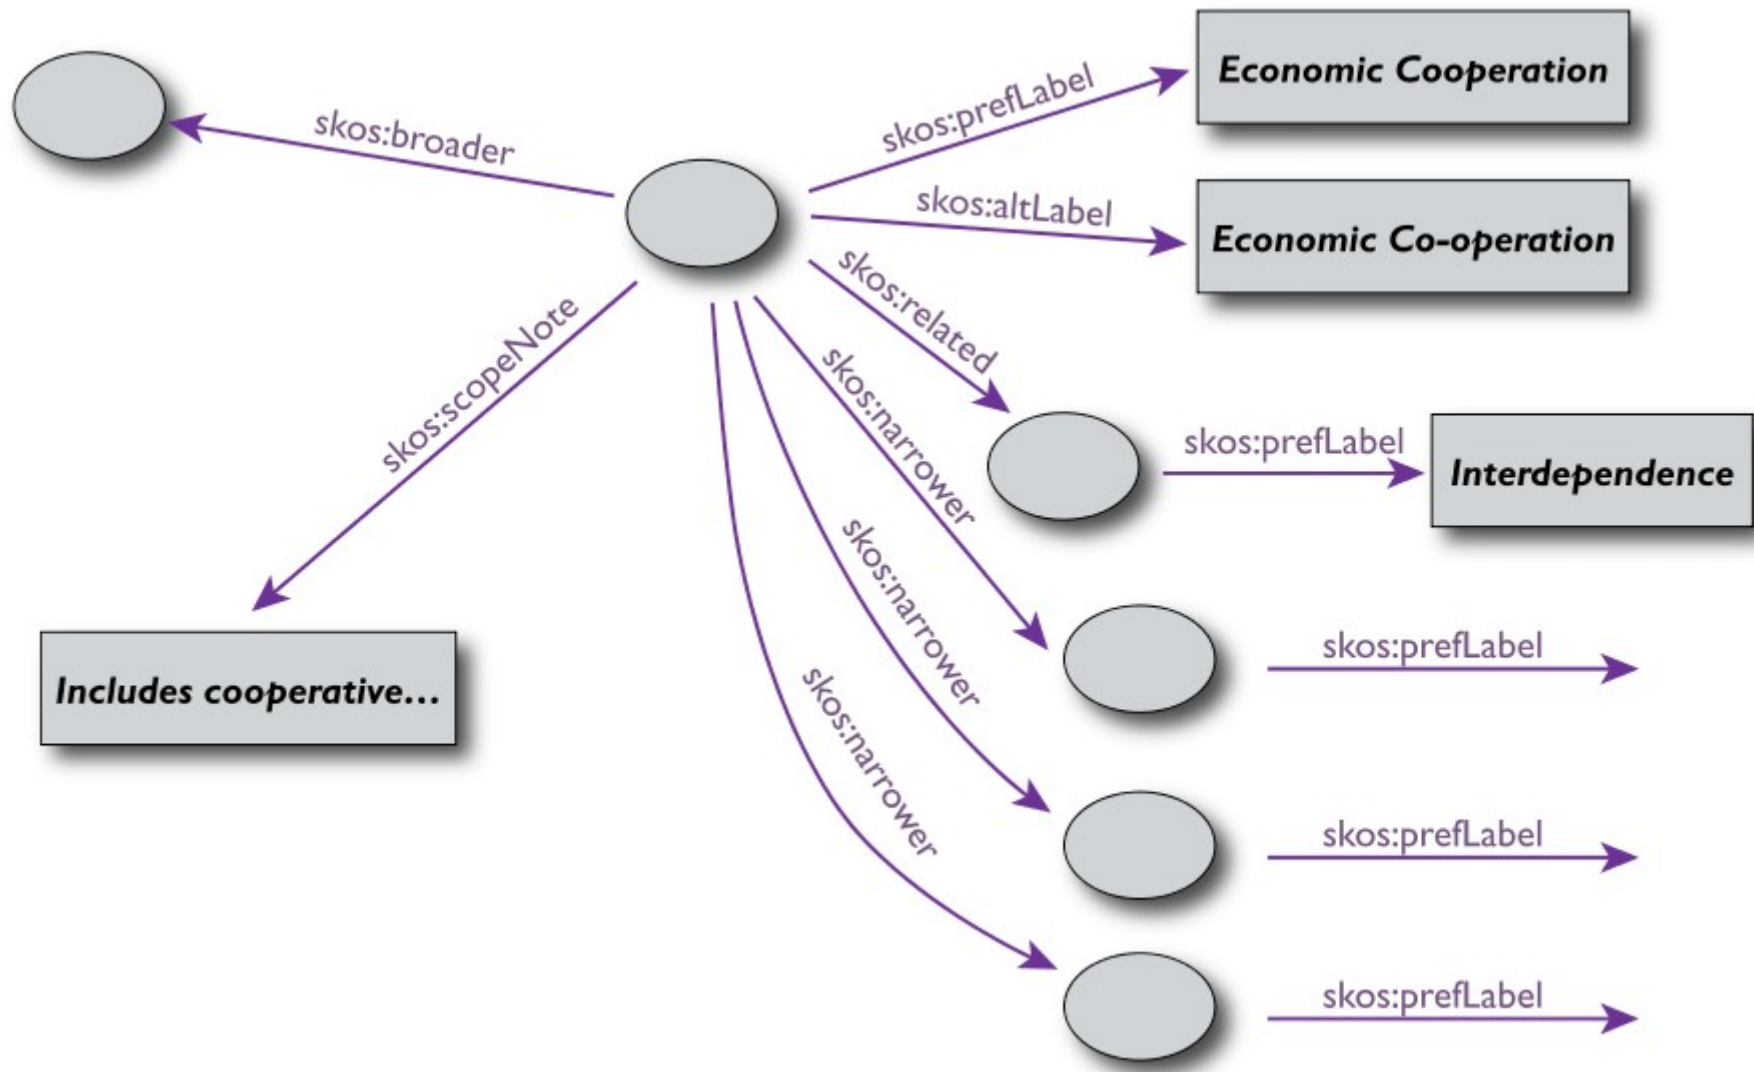 skos:broader
skos:prefLabel
Economic Cooperation
skos:altLabel
Economic Co-operation
skos:related
skos:prefLabel
Interdependence
skos:scopeNote
Includes cooperative…
skos:narrower
skos:prefLabel
skos:narrower
skos:prefLabel
skos:narrower
skos:prefLabel